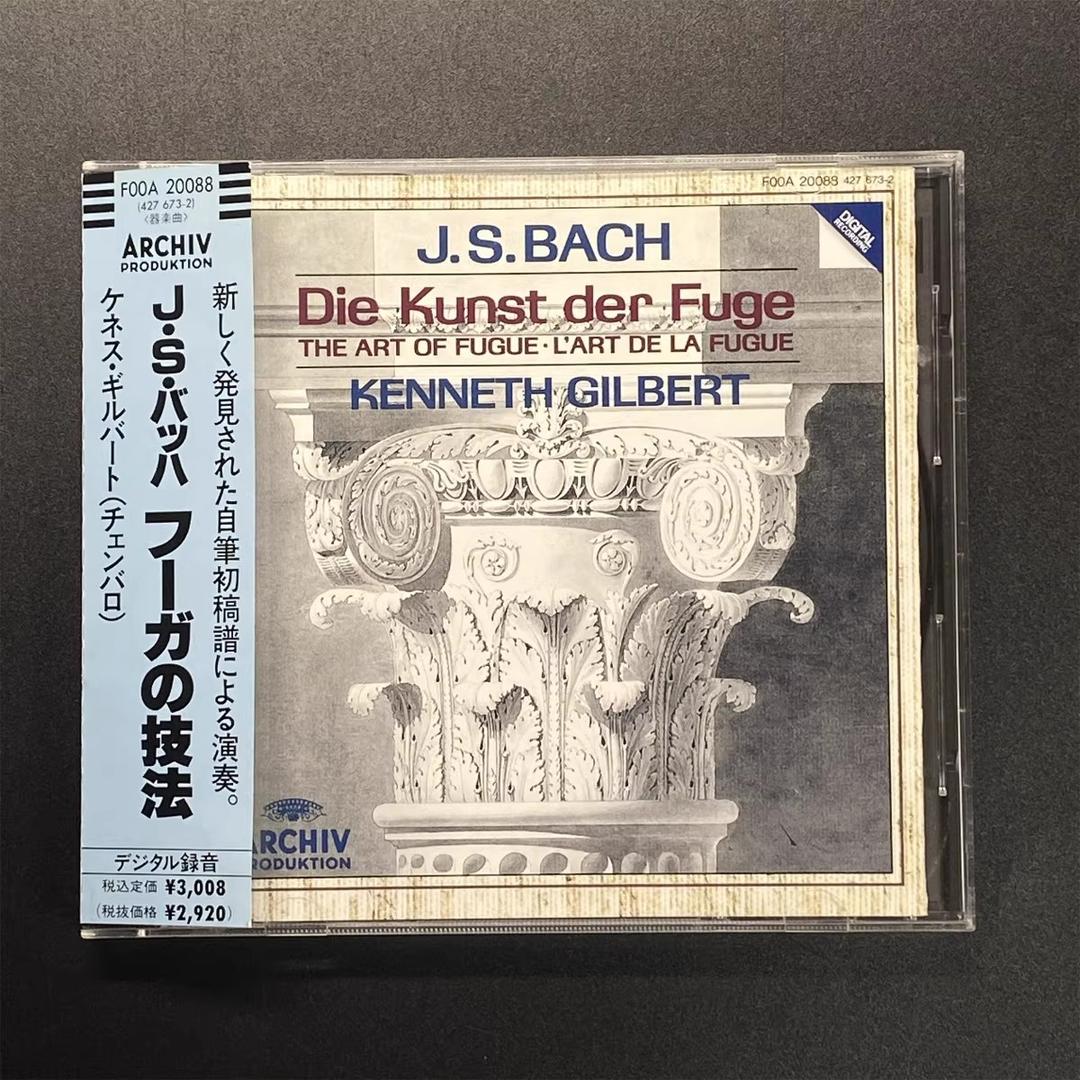 FOOA 20088
(427 673-2)
〈器楽曲〉
ARCHIV
PRODUKTION
新しく発見された自筆初稿譜による演奏。
J・S・バッハ フーガの技法
ケネス・ギルバート(チェンバロ)
デジタル録音
税込定価 ¥3,008
(税抜価格 ¥2,920)
FOOA 20088 427 673-2
DIGITAL
RECORDING
J.S.BACH
Die Kunst der Fuge
THE ART OF FUGUE·L'ART DE LA FUGUE
KENNETH GILBERT
ARCHIV
PRODUKTION